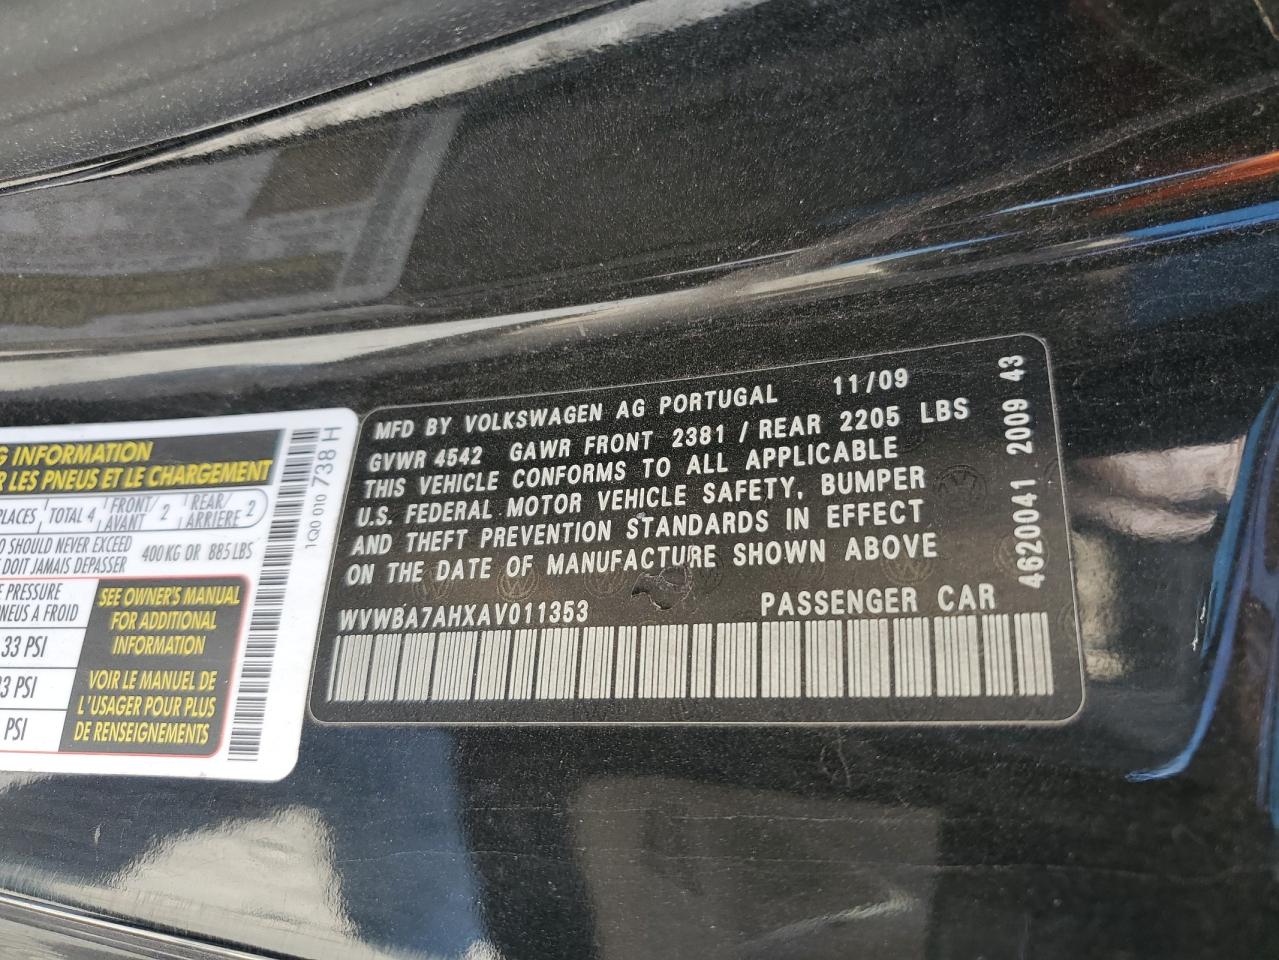 G INFORMATION
R LES PNEUS ET LE CHARGEMENT
PLACES TOTAL 4 FRONT/ AVANT 2 REAR/ ARRIÈRE 2
O SHOULD NEVER EXCEED
DOIT JAMAIS DEPASSER 400 KG OR 885 LBS
PRESSURE
PNEUS A FROID
33 PSI
33 PSI
PSI
SEE OWNER'S MANUAL
FOR ADDITIONAL
INFORMATION
VOIR LE MANUEL DE
L'USAGER POUR PLUS
DE RENSEIGNEMENTS
1Q0 010 738 H
MFD BY VOLKSWAGEN AG PORTUGAL 11/09
GVWR 4542 GAWR FRONT 2381 / REAR 2205 LBS
THIS VEHICLE CONFORMS TO ALL APPLICABLE
U.S. FEDERAL MOTOR VEHICLE SAFETY, BUMPER
AND THEFT PREVENTION STANDARDS IN EFFECT
ON THE DATE OF MANUFACTURE SHOWN ABOVE
WVWBA7AHXAV011353 PASSENGER CAR
4620041 2009 43